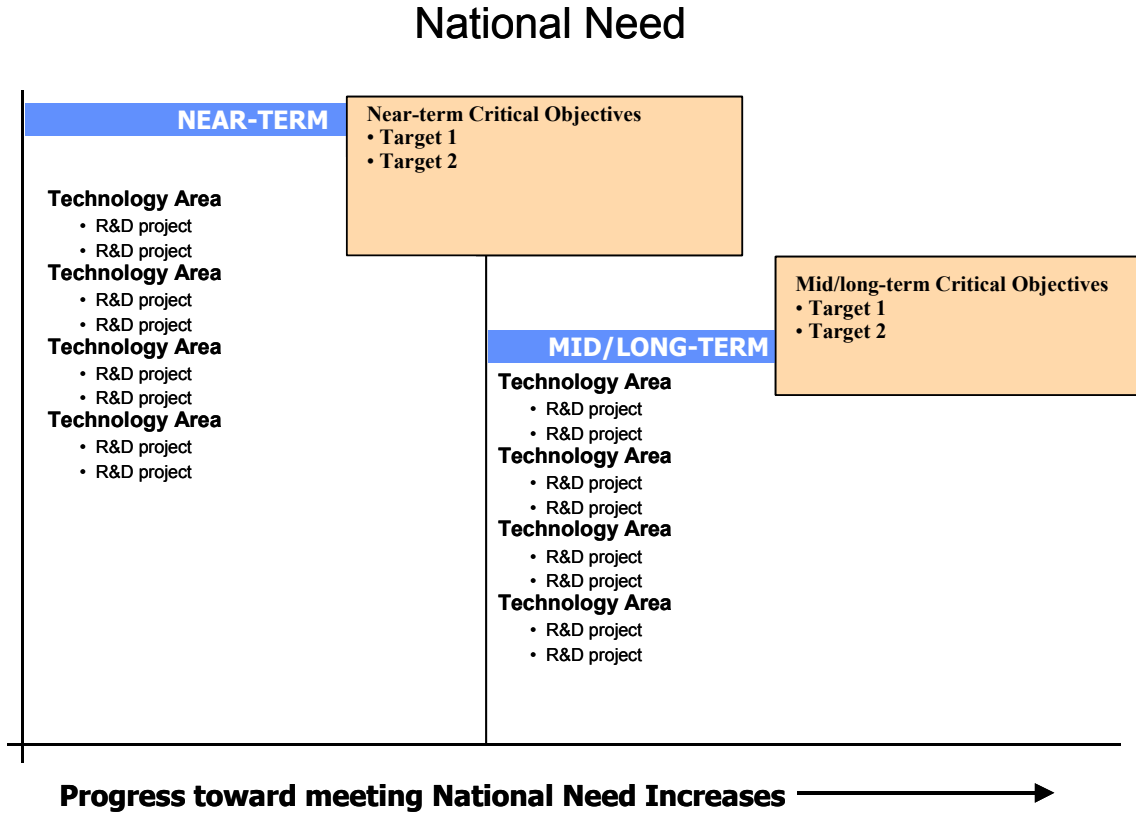 National Need
NEAR-TERM
Near-term Critical Objectives
• Target 1
• Target 2
Technology Area
• R&D project
• R&D project
Technology Area
• R&D project
• R&D project
Technology Area
• R&D project
• R&D project
Technology Area
• R&D project
• R&D project
Mid/long-term Critical Objectives
• Target 1
• Target 2
MID/LONG-TERM
Technology Area
• R&D project
• R&D project
Technology Area
• R&D project
• R&D project
Technology Area
• R&D project
• R&D project
Technology Area
• R&D project
• R&D project
Progress toward meeting National Need Increases